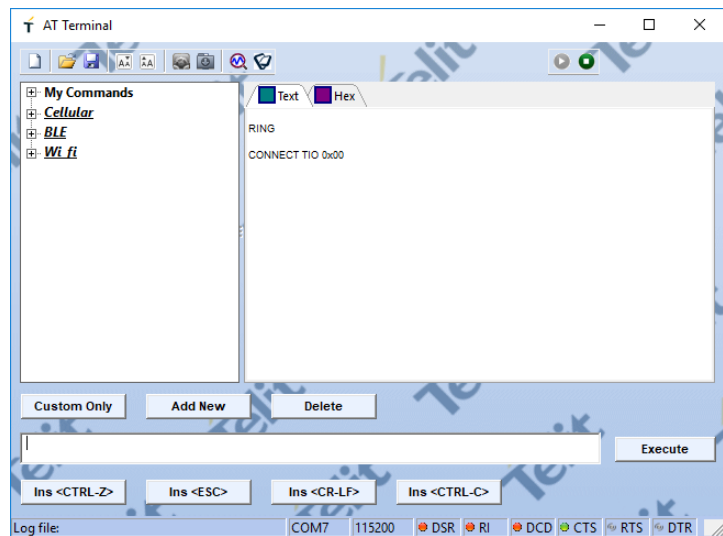 AT Terminal
My Commands
Cellular
BLE
Wi fi
Text Hex
RING
CONNECT TIO 0x00
Custom Only Add New Delete
Execute
Ins <CTRL-Z> Ins <ESC> Ins <CR-LF> Ins <CTRL-C>
Log file: COM7 115200 DSR RI DCD CTS RTS DTR